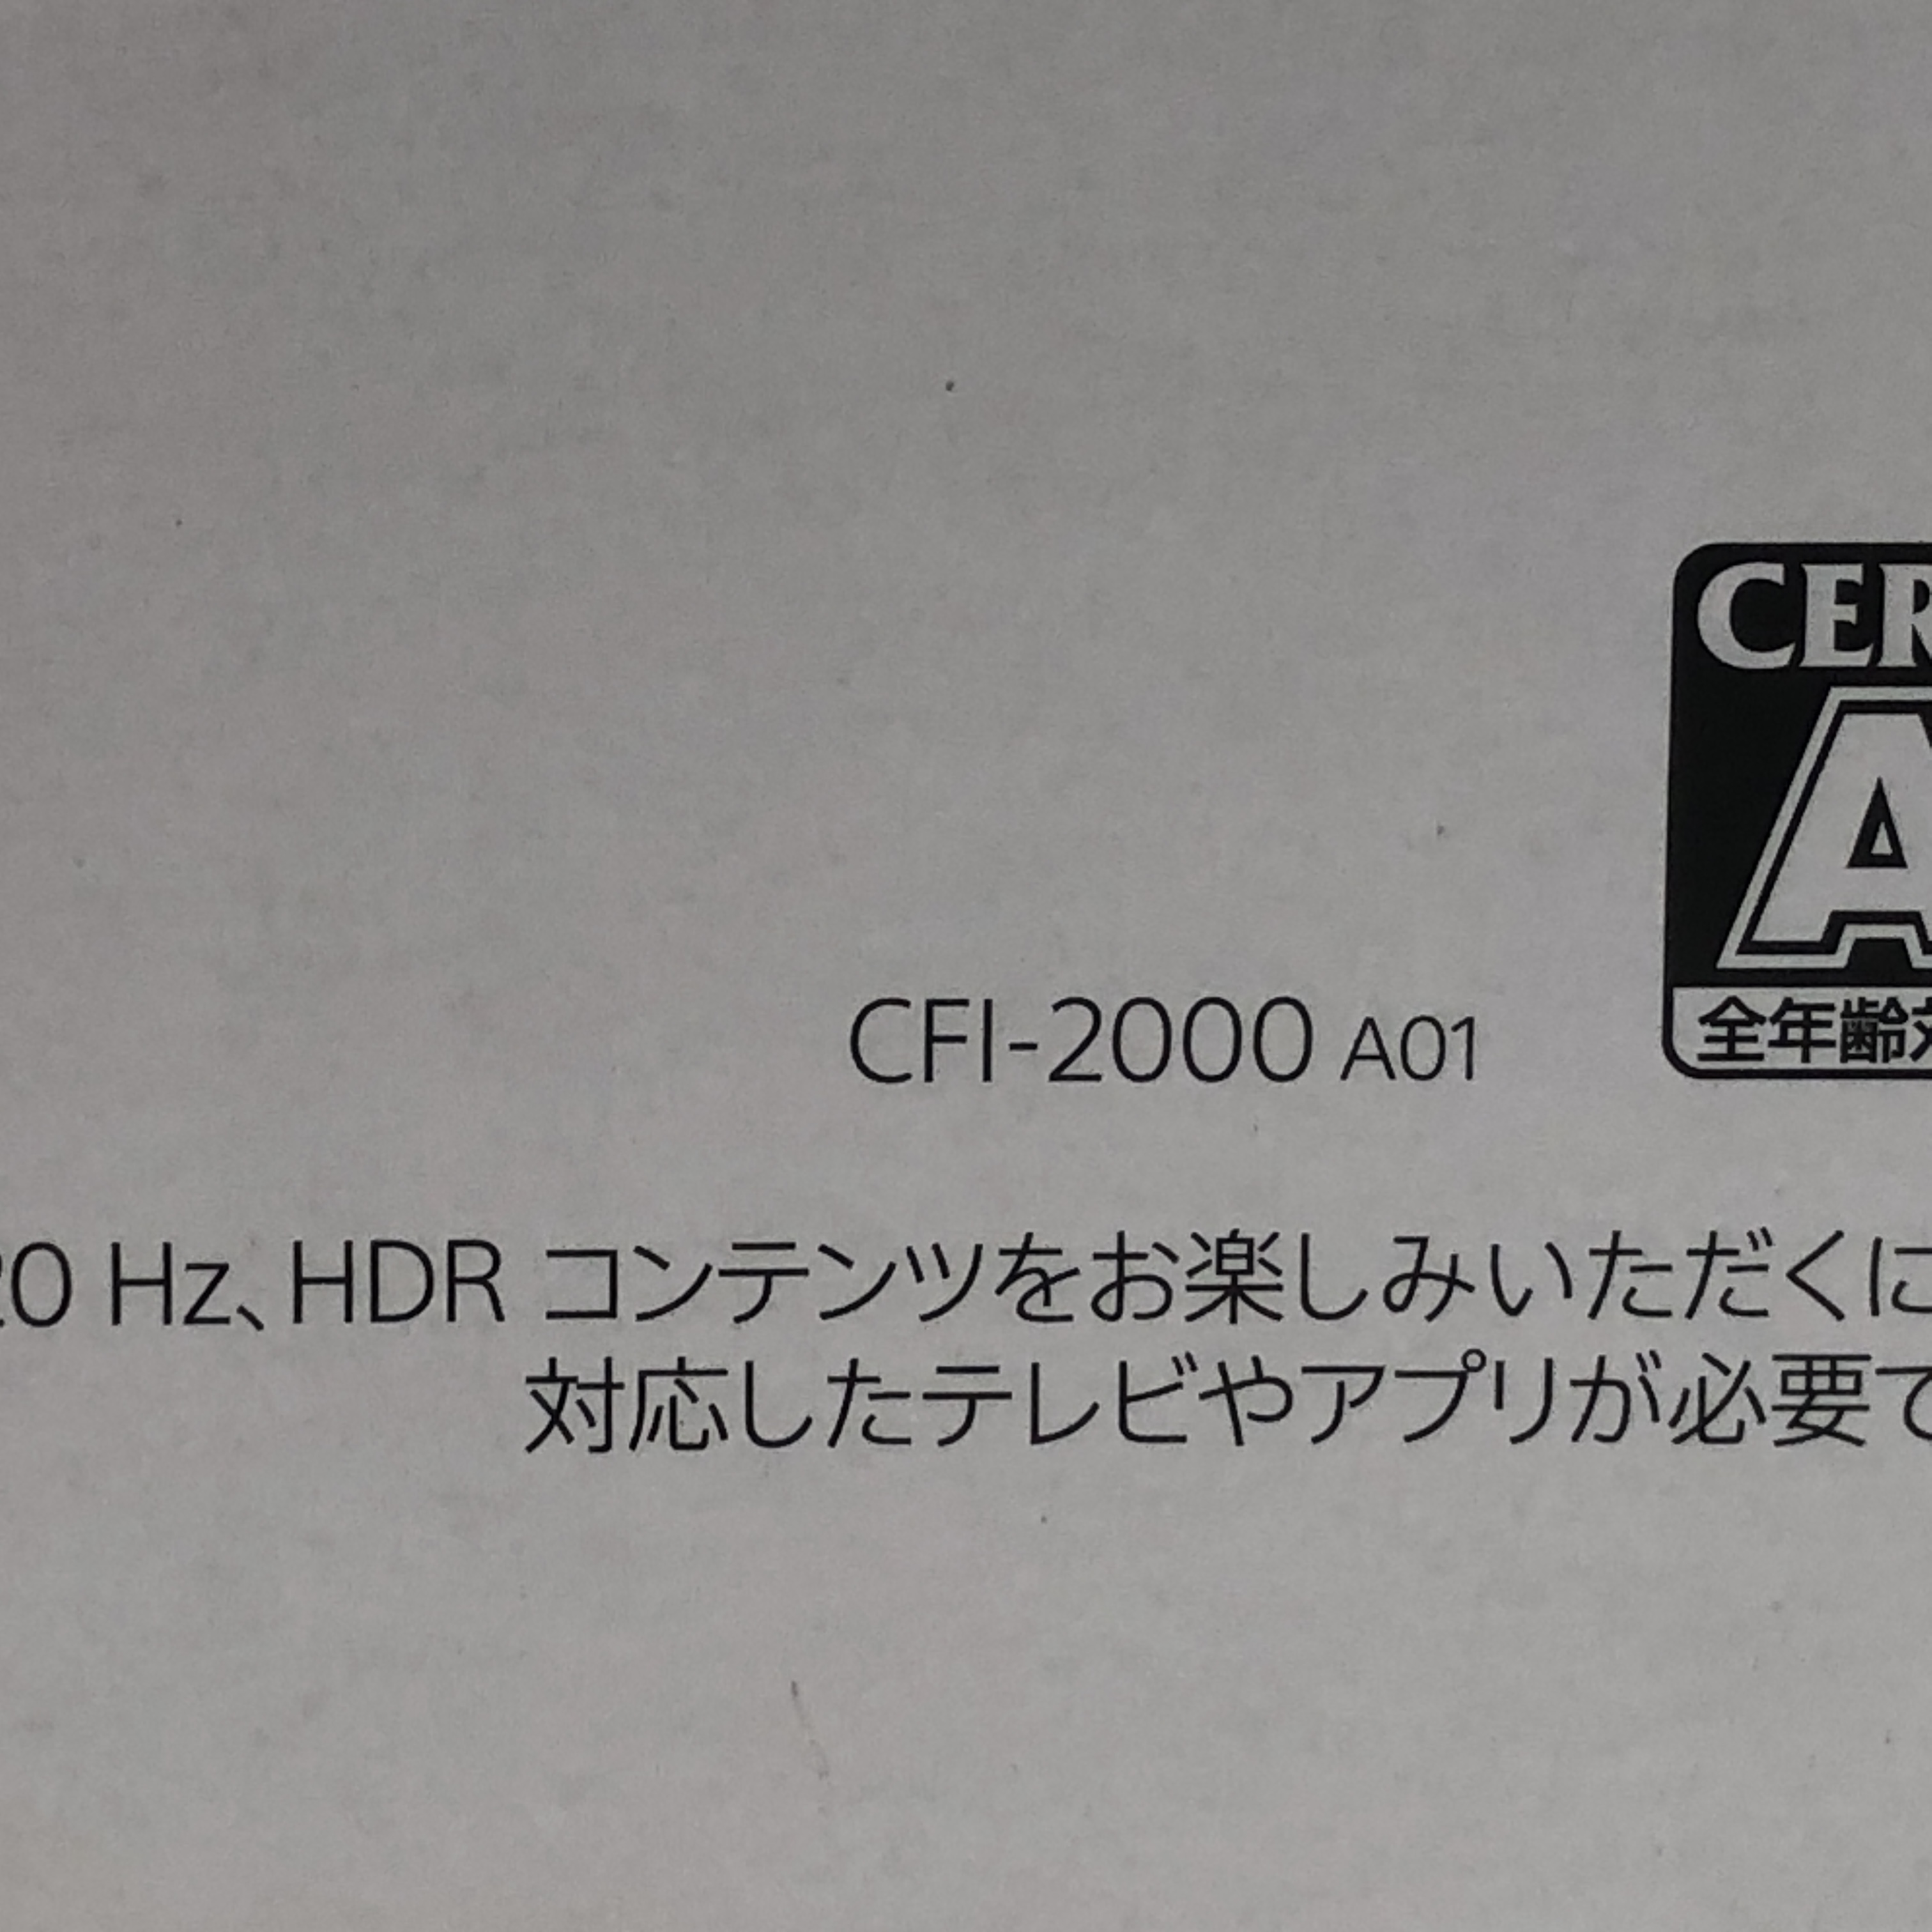 CER
A
全年齢対
CFI-2000 A01
20 Hz、HDR コンテンツをお楽しみいただくに
対応したテレビやアプリが必要で